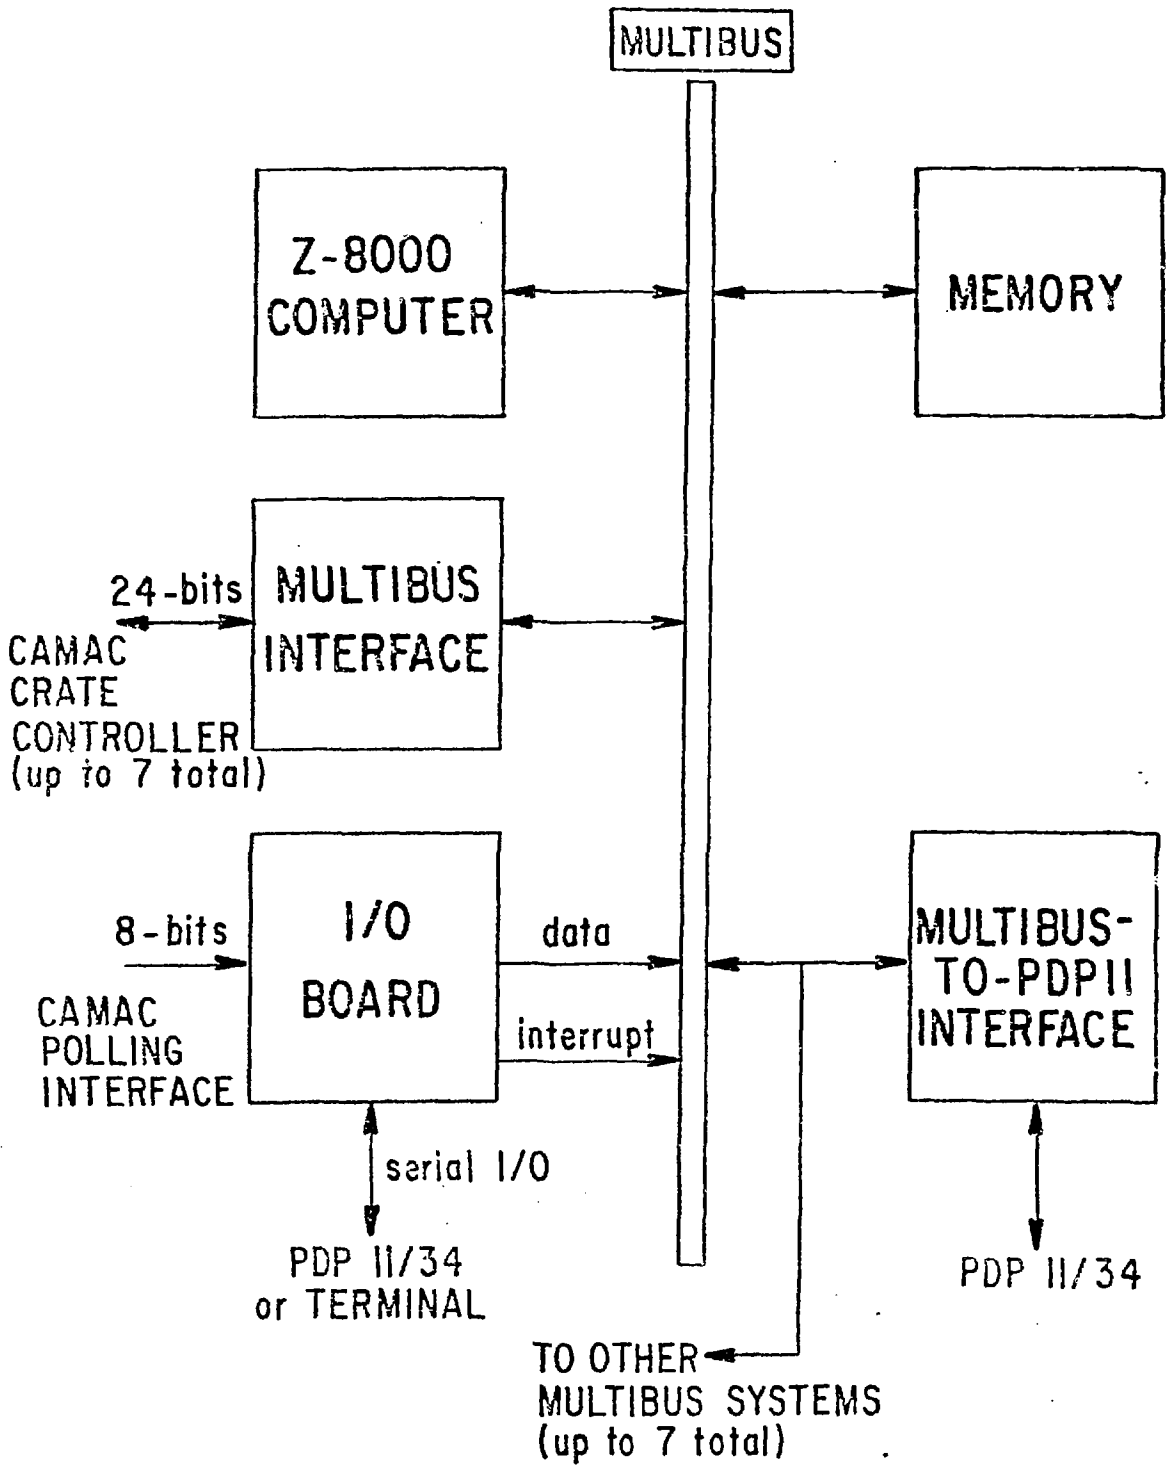 MULTIBUS
Z-8000
COMPUTER
MEMORY
24-bits
CAMAC
CRATE
CONTROLLER
(up to 7 total)
MULTIBUS
INTERFACE
8-bits
CAMAC
POLLING
INTERFACE
I/O
BOARD
data
interrupt
MULTIBUS-
TO-PDP11
INTERFACE
serial I/O
PDP 11/34
or TERMINAL
PDP 11/34
TO OTHER
MULTIBUS SYSTEMS
(up to 7 total)